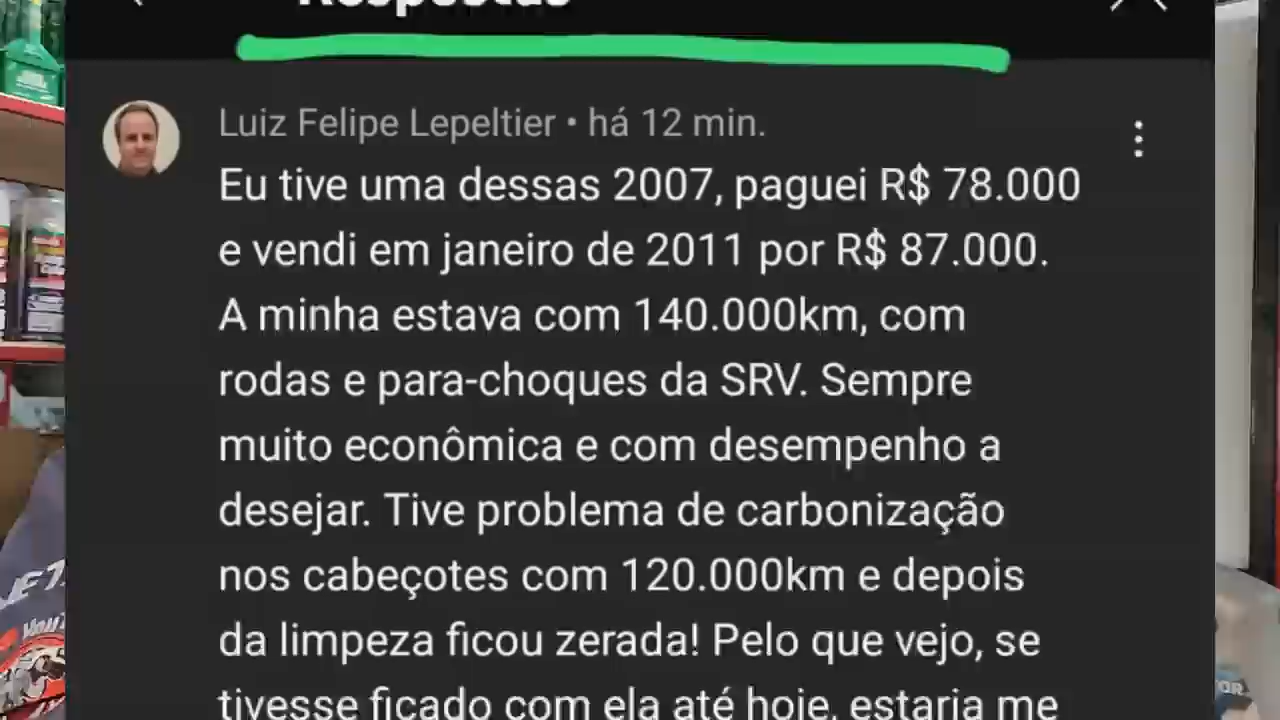 Respostas
Luiz Felipe Lepeltier • há 12 min.
Eu tive uma dessas 2007, paguei R$ 78.000
e vendi em janeiro de 2011 por R$ 87.000.
A minha estava com 140.000km, com
rodas e para-choques da SRV. Sempre
muito econômica e com desempenho a
desejar. Tive problema de carbonização
nos cabeçotes com 120.000km e depois
da limpeza ficou zerada! Pelo que vejo, se
tivesse ficado com ela até hoje, estaria me